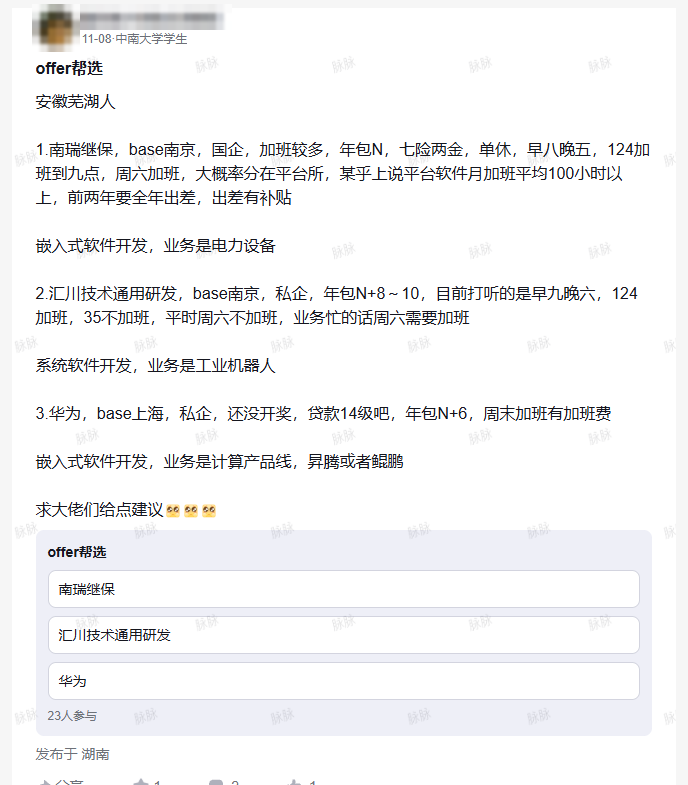 11-08·中南大学学生
offer帮选
安徽芜湖人
1.南瑞继保，base南京，国企，加班较多，年包N，七险两金，单休，早八晚五，124加
班到九点，周六加班，大概率分在平台所，某乎上说平台软件月加班平均100小时以
上，前两年要全年出差，出差有补贴
嵌入式软件开发，业务是电力设备
2.汇川技术通用研发，base南京，私企，年包N+8～10，目前打听的是早九晚六，124
加班，35不加班，平时周六不加班，业务忙的话周六需要加班
系统软件开发，业务是工业机器人
3.华为，base上海，私企，还没开奖，贷款14级吧，年包N+6，周末加班有加班费
嵌入式软件开发，业务是计算产品线，昇腾或者鲲鹏
求大佬们给点建议🥺🥺🥺
offer帮选
南瑞继保
汇川技术通用研发
华为
23人参与
发布于 湖南